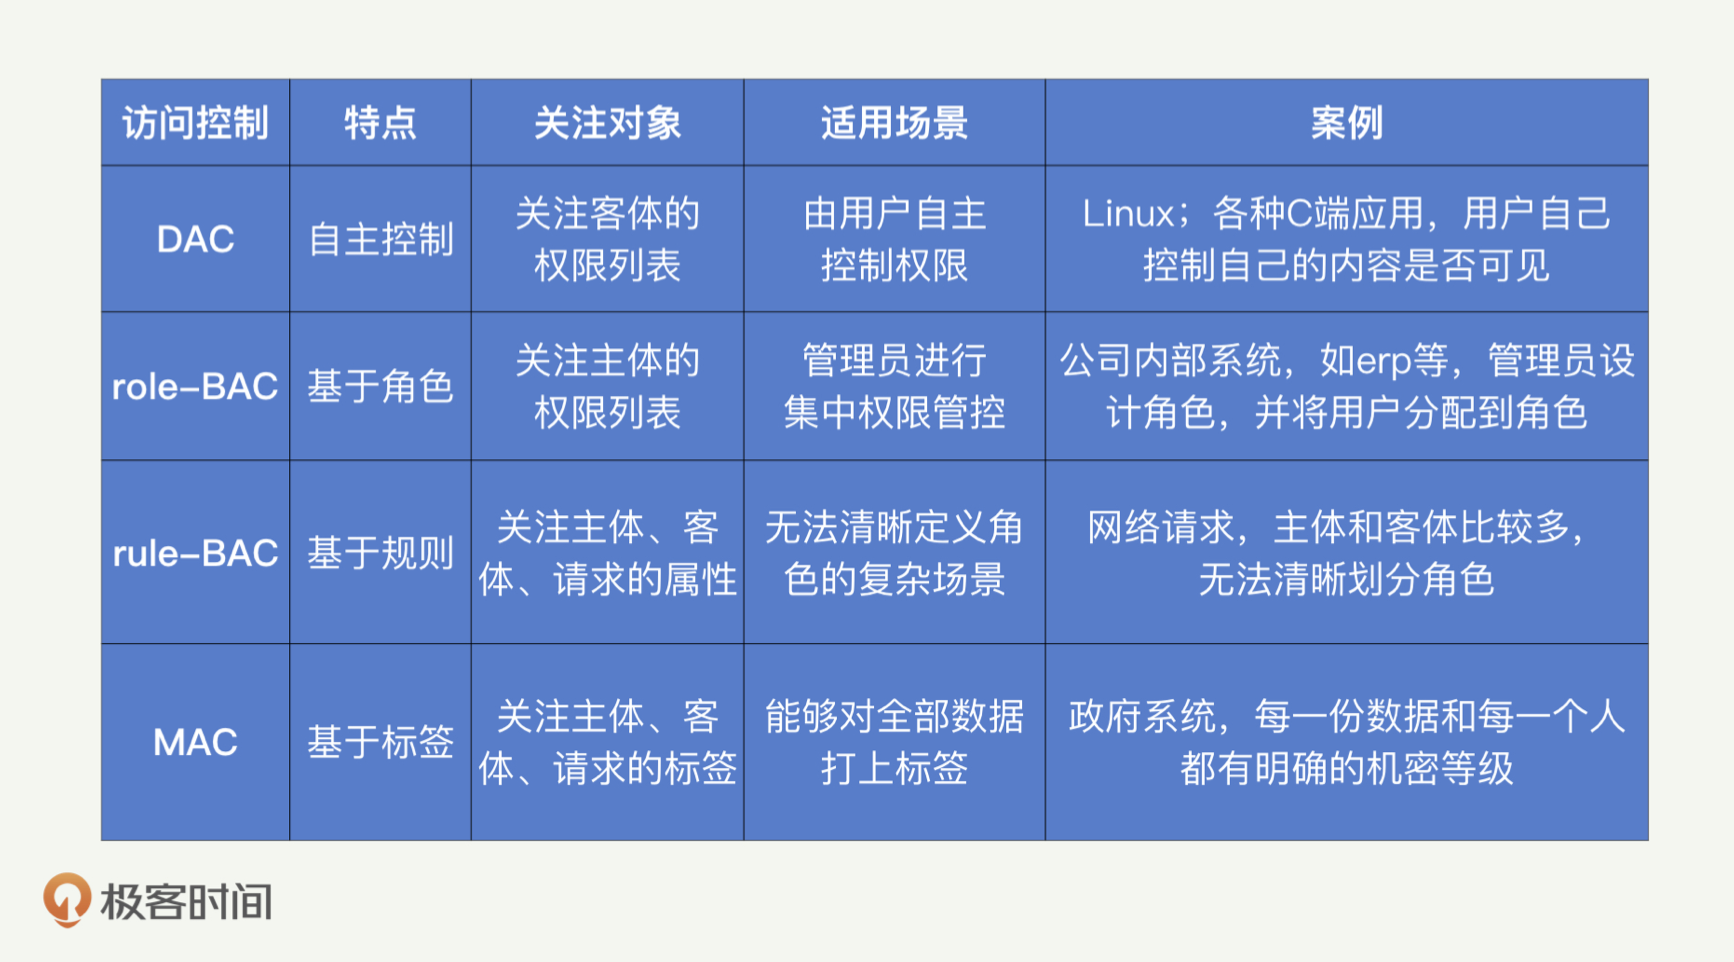 访问控制
特点
关注对象
适用场景
案例
DAC
自主控制
关注客体的
权限列表
由用户自主
控制权限
Linux；各种C端应用，用户自己
控制自己的内容是否可见
role-BAC
基于角色
关注主体的
权限列表
管理员进行
集中权限管控
公司内部系统，如erp等，管理员设
计角色，并将用户分配到角色
rule-BAC
基于规则
关注主体、客
体、请求的属性
无法清晰定义角
色的复杂场景
网络请求，主体和客体比较多，
无法清晰划分角色
MAC
基于标签
关注主体、客
体、请求的标签
能够对全部数据
打上标签
政府系统，每一份数据和每一个人
都有明确的机密等级
极客时间